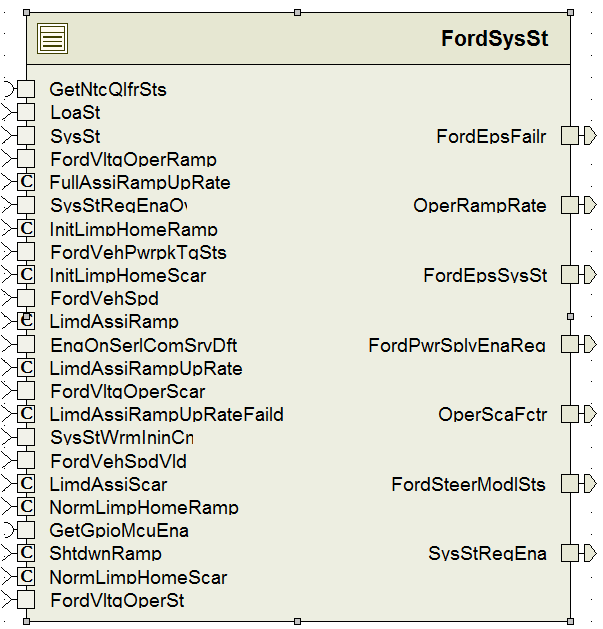 FordSysSt
GetNtcQlfrSts
LoaSt
SysSt
FordEpsFailr
FordVltgOperRamp
C FullAssiRampUpRate
SysStReqEnaOv
OperRampRate
C InitLimpHomeRamp
FordVehPwrpkTqSts
C InitLimpHomeScar
FordEpsSysSt
FordVehSpd
C LimdAssiRamp
EngOnSerlComSrvDft
FordPwrSplyEnaReq
C LimdAssiRampUpRate
FordVltgOperScar
C LimdAssiRampUpRateFaild
OperScaFctr
SysStWrmIninCn
FordVehSpdVld
C LimdAssiScar
FordSteerModlSts
C NormLimpHomeRamp
GetGpioMcuEna
C ShtdwnRamp
SysStReqEna
C NormLimpHomeScar
FordVltgOperSt